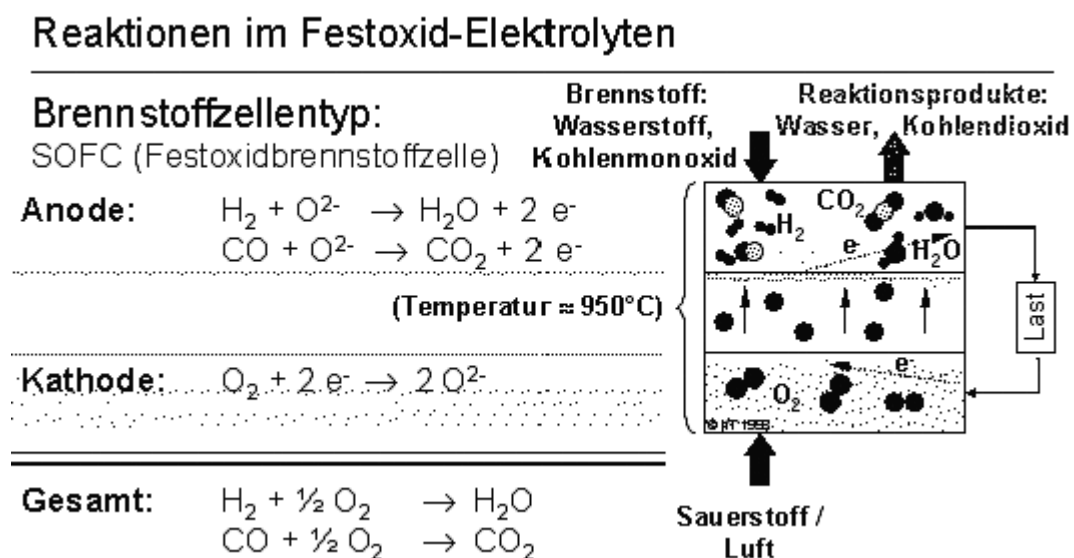 Reaktionen im Festoxid-Elektrolyten
Brennstoffzellentyp:
SOFC (Festoxidbrennstoffzelle)
Brennstoff:
Wasserstoff,
Kohlenmonoxid
Reaktionsprodukte:
Wasser, Kohlendioxid
Anode: H₂ + O²⁻ → H₂O + 2 e⁻
CO + O²⁻ → CO₂ + 2 e⁻
(Temperatur ≈ 950°C)
Kathode: O₂ + 2 e⁻ → 2 O²⁻
Gesamt: H₂ + ½ O₂ → H₂O
CO + ½ O₂ → CO₂
CO₂
H₂
e⁻
H₂O
Last
e⁻
O₂
1998
Sauerstoff /
Luft